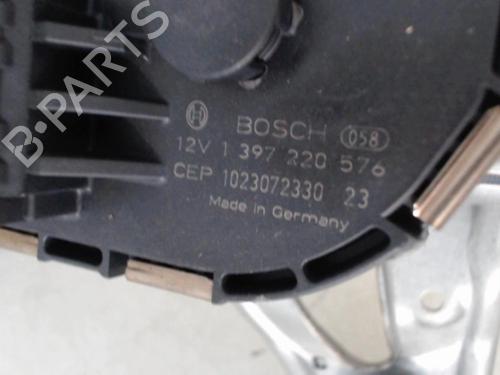 BOSCH 058
12V 1 397 220 576
CEP 1023072330 23
Made in Germany
B-PARTS